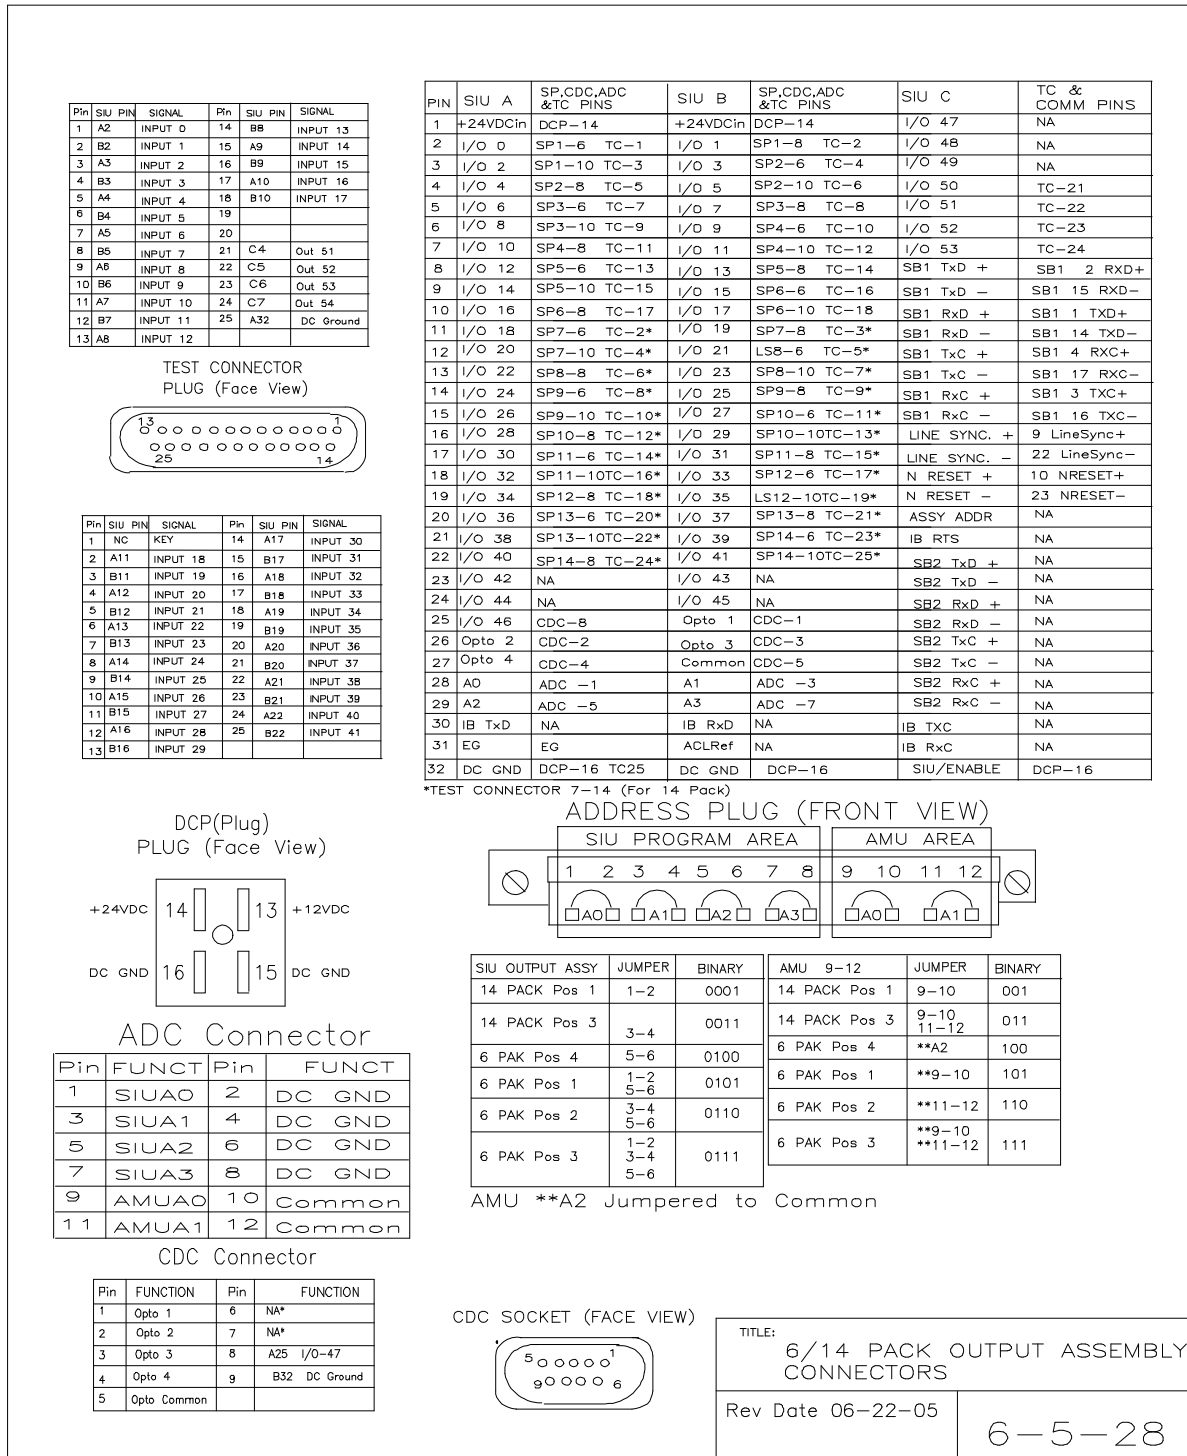 Pin SIU PIN SIGNAL Pin SIU PIN SIGNAL
1 A2 INPUT 0 14 B8 INPUT 13
2 B2 INPUT 1 15 A9 INPUT 14
3 A3 INPUT 2 16 B9 INPUT 15
4 B3 INPUT 3 17 A10 INPUT 16
5 A4 INPUT 4 18 B10 INPUT 17
6 B4 INPUT 5 19
7 A5 INPUT 6 20
8 B5 INPUT 7 21 C4 Out 51
9 A6 INPUT 8 22 C5 Out 52
10 B6 INPUT 9 23 C6 Out 53
11 A7 INPUT 10 24 C7 Out 54
12 B7 INPUT 11 25 A32 DC Ground
13 A8 INPUT 12
TEST CONNECTOR
PLUG (Face View)
13 1
25 14
Pin SIU PIN SIGNAL Pin SIU PIN SIGNAL
1 NC KEY 14 A17 INPUT 30
2 A11 INPUT 18 15 B17 INPUT 31
3 B11 INPUT 19 16 A18 INPUT 32
4 A12 INPUT 20 17 B18 INPUT 33
5 B12 INPUT 21 18 A19 INPUT 34
6 A13 INPUT 22 19 B19 INPUT 35
7 B13 INPUT 23 20 A20 INPUT 36
8 A14 INPUT 24 21 B20 INPUT 37
9 B14 INPUT 25 22 A21 INPUT 38
10 A15 INPUT 26 23 B21 INPUT 39
11 B15 INPUT 27 24 A22 INPUT 40
12 A16 INPUT 28 25 B22 INPUT 41
13 B16 INPUT 29
PIN SIU A SP,CDC,ADC &TC PINS SIU B SP,CDC,ADC &TC PINS SIU C TC & COMM PINS
1 +24VDCin DCP-14 +24VDCin DCP-14 I/O 47 NA
2 I/O 0 SP1-6 TC-1 I/O 1 SP1-8 TC-2 I/O 48 NA
3 I/O 2 SP1-10 TC-3 I/O 3 SP2-6 TC-4 I/O 49 NA
4 I/O 4 SP2-8 TC-5 I/O 5 SP2-10 TC-6 I/O 50 TC-21
5 I/O 6 SP3-6 TC-7 I/O 7 SP3-8 TC-8 I/O 51 TC-22
6 I/O 8 SP3-10 TC-9 I/O 9 SP4-6 TC-10 I/O 52 TC-23
7 I/O 10 SP4-8 TC-11 I/O 11 SP4-10 TC-12 I/O 53 TC-24
8 I/O 12 SP5-6 TC-13 I/O 13 SP5-8 TC-14 SB1 TxD + SB1 2 RXD+
9 I/O 14 SP5-10 TC-15 I/O 15 SP6-6 TC-16 SB1 TxD - SB1 15 RXD-
10 I/O 16 SP6-8 TC-17 I/O 17 SP6-10 TC-18 SB1 RxD + SB1 1 TXD+
11 I/O 18 SP7-6 TC-2* I/O 19 SP7-8 TC-3* SB1 RxD - SB1 14 TXD-
12 I/O 20 SP7-10 TC-4* I/O 21 LS8-6 TC-5* SB1 TxC + SB1 4 RXC+
13 I/O 22 SP8-8 TC-6* I/O 23 SP8-10 TC-7* SB1 TxC - SB1 17 RXC-
14 I/O 24 SP9-6 TC-8* I/O 25 SP9-8 TC-9* SB1 RxC + SB1 3 TXC+
15 I/O 26 SP9-10 TC-10* I/O 27 SP10-6 TC-11* SB1 RxC - SB1 16 TXC-
16 I/O 28 SP10-8 TC-12* I/O 29 SP10-10TC-13* LINE SYNC. + 9 LineSync+
17 I/O 30 SP11-6 TC-14* I/O 31 SP11-8 TC-15* LINE SYNC. - 22 LineSync-
18 I/O 32 SP11-10TC-16* I/O 33 SP12-6 TC-17* N RESET + 10 NRESET+
19 I/O 34 SP12-8 TC-18* I/O 35 LS12-10TC-19* N RESET - 23 NRESET-
20 I/O 36 SP13-6 TC-20* I/O 37 SP13-8 TC-21* ASSY ADDR NA
21 I/O 38 SP13-10TC-22* I/O 39 SP14-6 TC-23* IB RTS NA
22 I/O 40 SP14-8 TC-24* I/O 41 SP14-10TC-25* SB2 TxD + NA
23 I/O 42 NA I/O 43 NA SB2 TxD - NA
24 I/O 44 NA I/O 45 NA SB2 RxD + NA
25 I/O 46 CDC-8 Opto 1 CDC-1 SB2 RxD - NA
26 Opto 2 CDC-2 Opto 3 CDC-3 SB2 TxC + NA
27 Opto 4 CDC-4 Common CDC-5 SB2 TxC - NA
28 A0 ADC -1 A1 ADC -3 SB2 RxC + NA
29 A2 ADC -5 A3 ADC -7 SB2 RxC - NA
30 IB TxD NA IB RxD NA IB TXC NA
31 EG EG ACLRef NA IB RxC NA
32 DC GND DCP-16 TC25 DC GND DCP-16 SIU/ENABLE DCP-16
*TEST CONNECTOR 7-14 (For 14 Pack)
DCP(Plug)
PLUG (Face View)
+24VDC 14 13 +12VDC
DC GND 16 15 DC GND
ADDRESS PLUG (FRONT VIEW)
SIU PROGRAM AREA AMU AREA
1 2 3 4 5 6 7 8 9 10 11 12
A0 A1 A2 A3 A0 A1
SIU OUTPUT ASSY JUMPER BINARY AMU 9-12 JUMPER BINARY
14 PACK Pos 1 1-2 0001 14 PACK Pos 1 9-10 001
14 PACK Pos 3 3-4 0011 14 PACK Pos 3 9-10 11-12 011
6 PAK Pos 4 5-6 0100 6 PAK Pos 4 **A2 100
6 PAK Pos 1 1-2 5-6 0101 6 PAK Pos 1 **9-10 101
6 PAK Pos 2 3-4 5-6 0110 6 PAK Pos 2 **11-12 110
6 PAK Pos 3 1-2 3-4 5-6 0111 6 PAK Pos 3 **9-10 **11-12 111
AMU **A2 Jumpered to Common
ADC Connector
Pin FUNCT Pin FUNCT
1 SIUA0 2 DC GND
3 SIUA1 4 DC GND
5 SIUA2 6 DC GND
7 SIUA3 8 DC GND
9 AMUA0 10 Common
11 AMUA1 12 Common
CDC Connector
Pin FUNCTION Pin FUNCTION
1 Opto 1 6 NA*
2 Opto 2 7 NA*
3 Opto 3 8 A25 I/O-47
4 Opto 4 9 B32 DC Ground
5 Opto Common
CDC SOCKET (FACE VIEW)
5 1
9 6
TITLE:
6/14 PACK OUTPUT ASSEMBLY
CONNECTORS
Rev Date 06-22-05
6-5-28